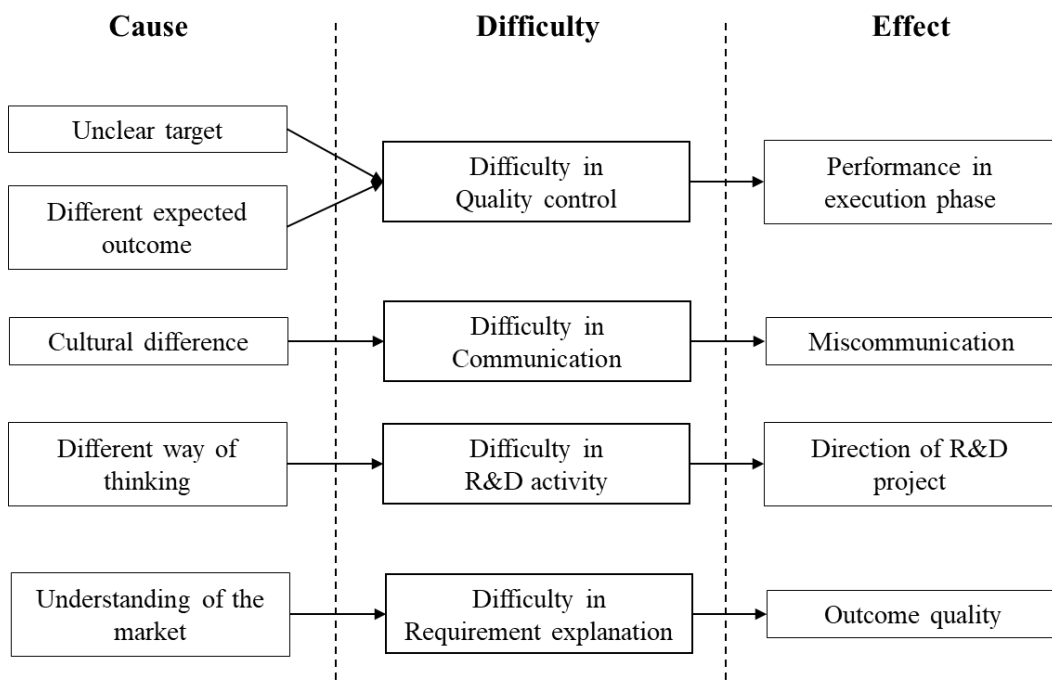 Cause
Difficulty
Effect
Unclear target
Different expected
outcome
Difficulty in
Quality control
Performance in
execution phase
Cultural difference
Difficulty in
Communication
Miscommunication
Different way of
thinking
Difficulty in
R&D activity
Direction of R&D
project
Understanding of the
market
Difficulty in
Requirement explanation
Outcome quality